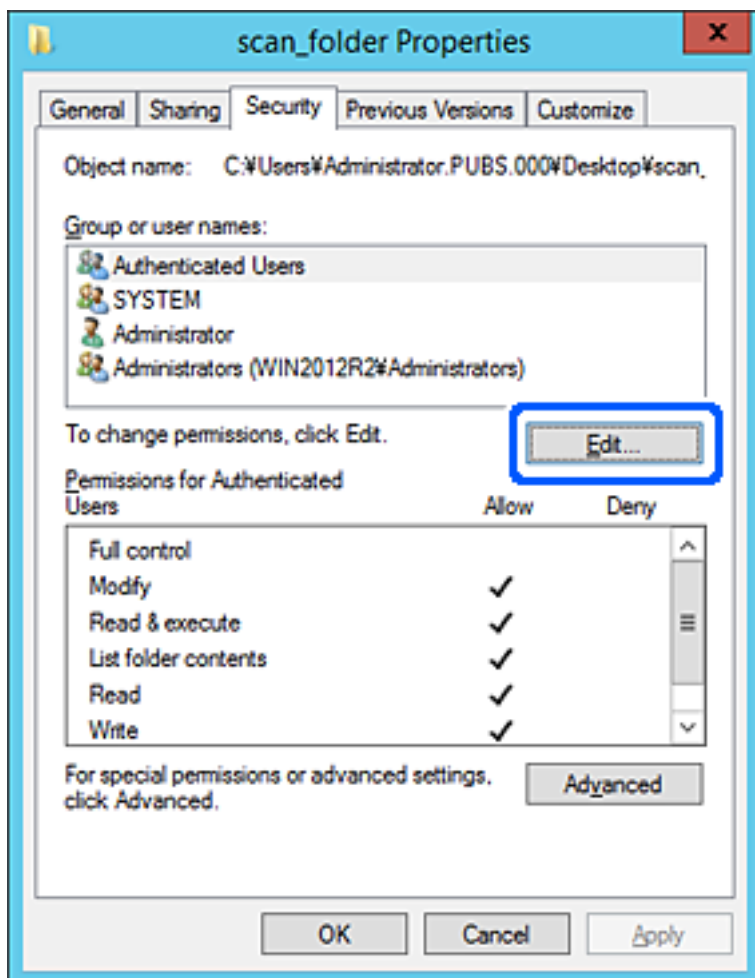 scan_folder Properties
x
General Sharing Security Previous Versions Customize
Object name: C:¥Users¥Administrator.PUBS.000¥Desktop¥scan_
Group or user names:
Authenticated Users
SYSTEM
Administrator
Administrators (WIN2012R2¥Administrators)
To change permissions, click Edit.
Edit...
Permissions for Authenticated
Users Allow Deny
Full control
Modify
Read & execute
List folder contents
Read
Write
For special permissions or advanced settings,
click Advanced.
Advanced
OK Cancel Apply